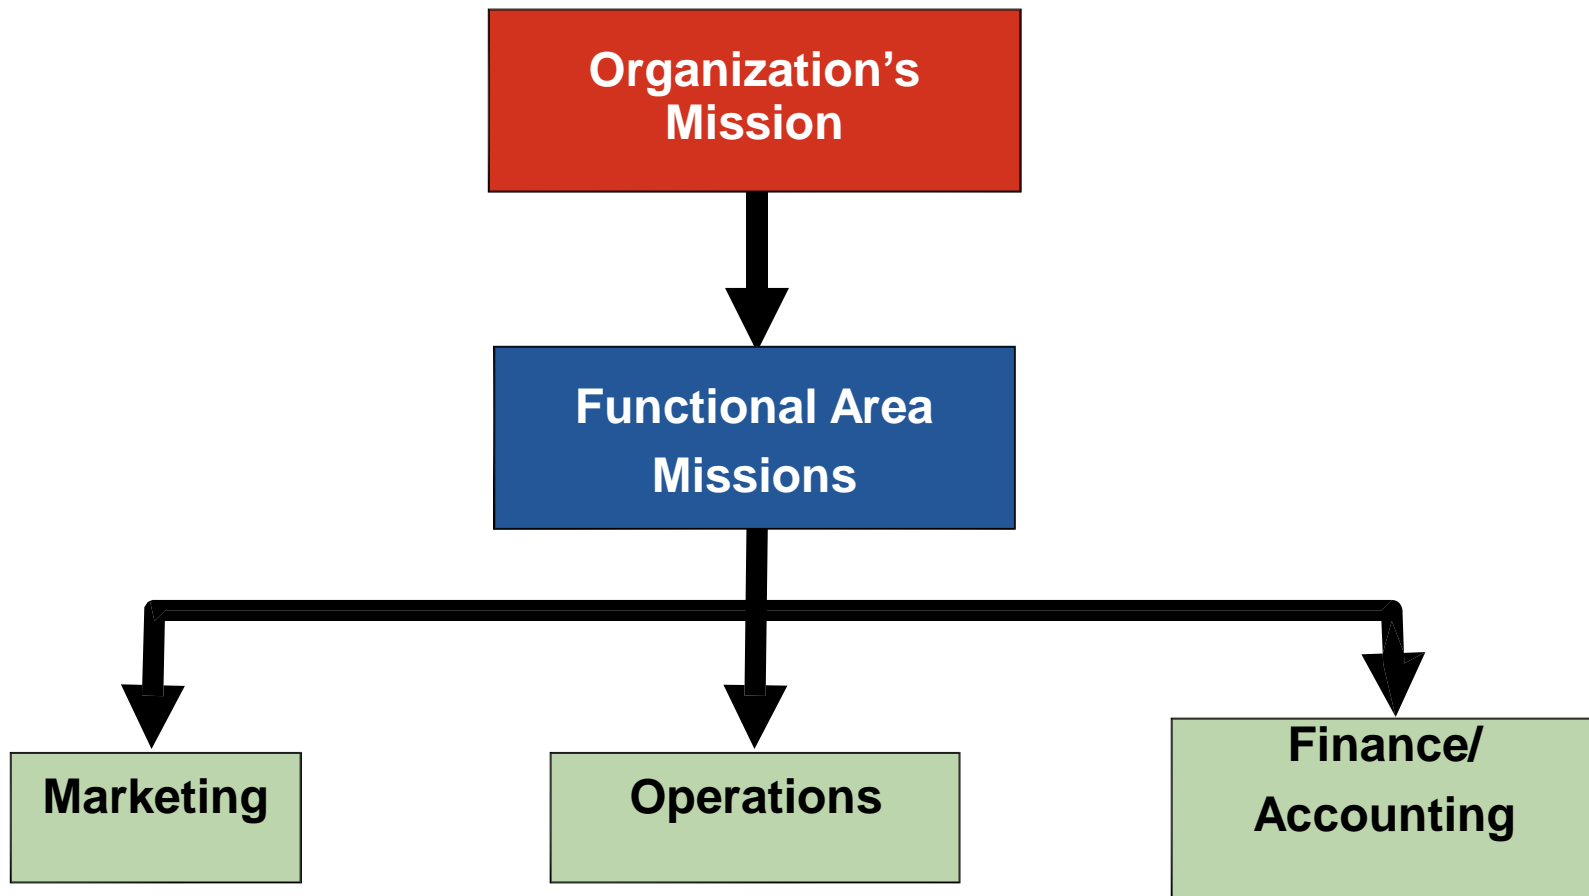 Organization’s
Mission
Functional Area
Missions
Marketing
Operations
Finance/
Accounting